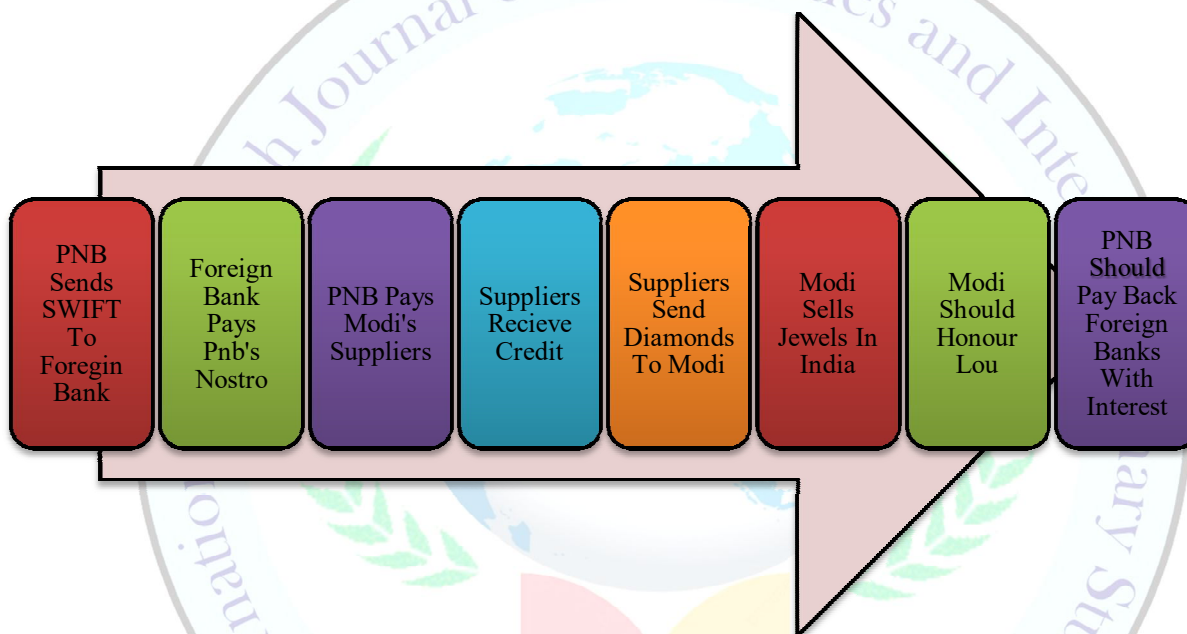 PNB
Sends
SWIFT
To
Foregin
Bank
Foreign
Bank
Pays
Pnb's
Nostro
PNB Pays
Modi's
Suppliers
Suppliers
Recieve
Credit
Suppliers
Send
Diamonds
To Modi
Modi
Sells
Jewels In
India
Modi
Should
Honour
Lou
PNB
Should
Pay Back
Foreign
Banks
With
Interest
Journal
and